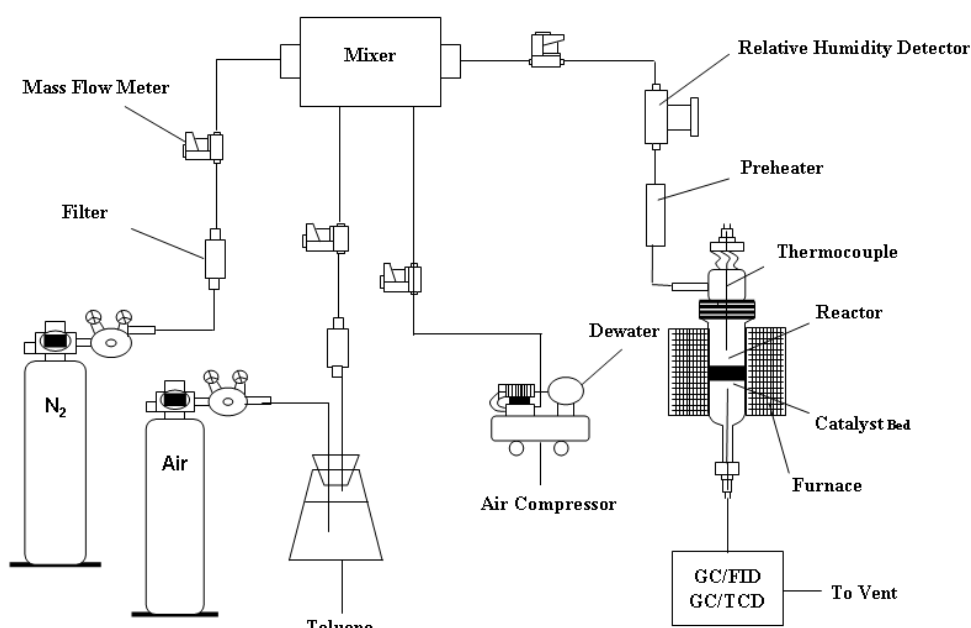 Mixer
Relative Humidity Detector
Mass Flow Meter
Preheater
Filter
Thermocouple
Reactor
Dewater
N2
Catalyst Bed
Air
Furnace
Air Compressor
GC/FID
GC/TCD
To Vent
Toluene